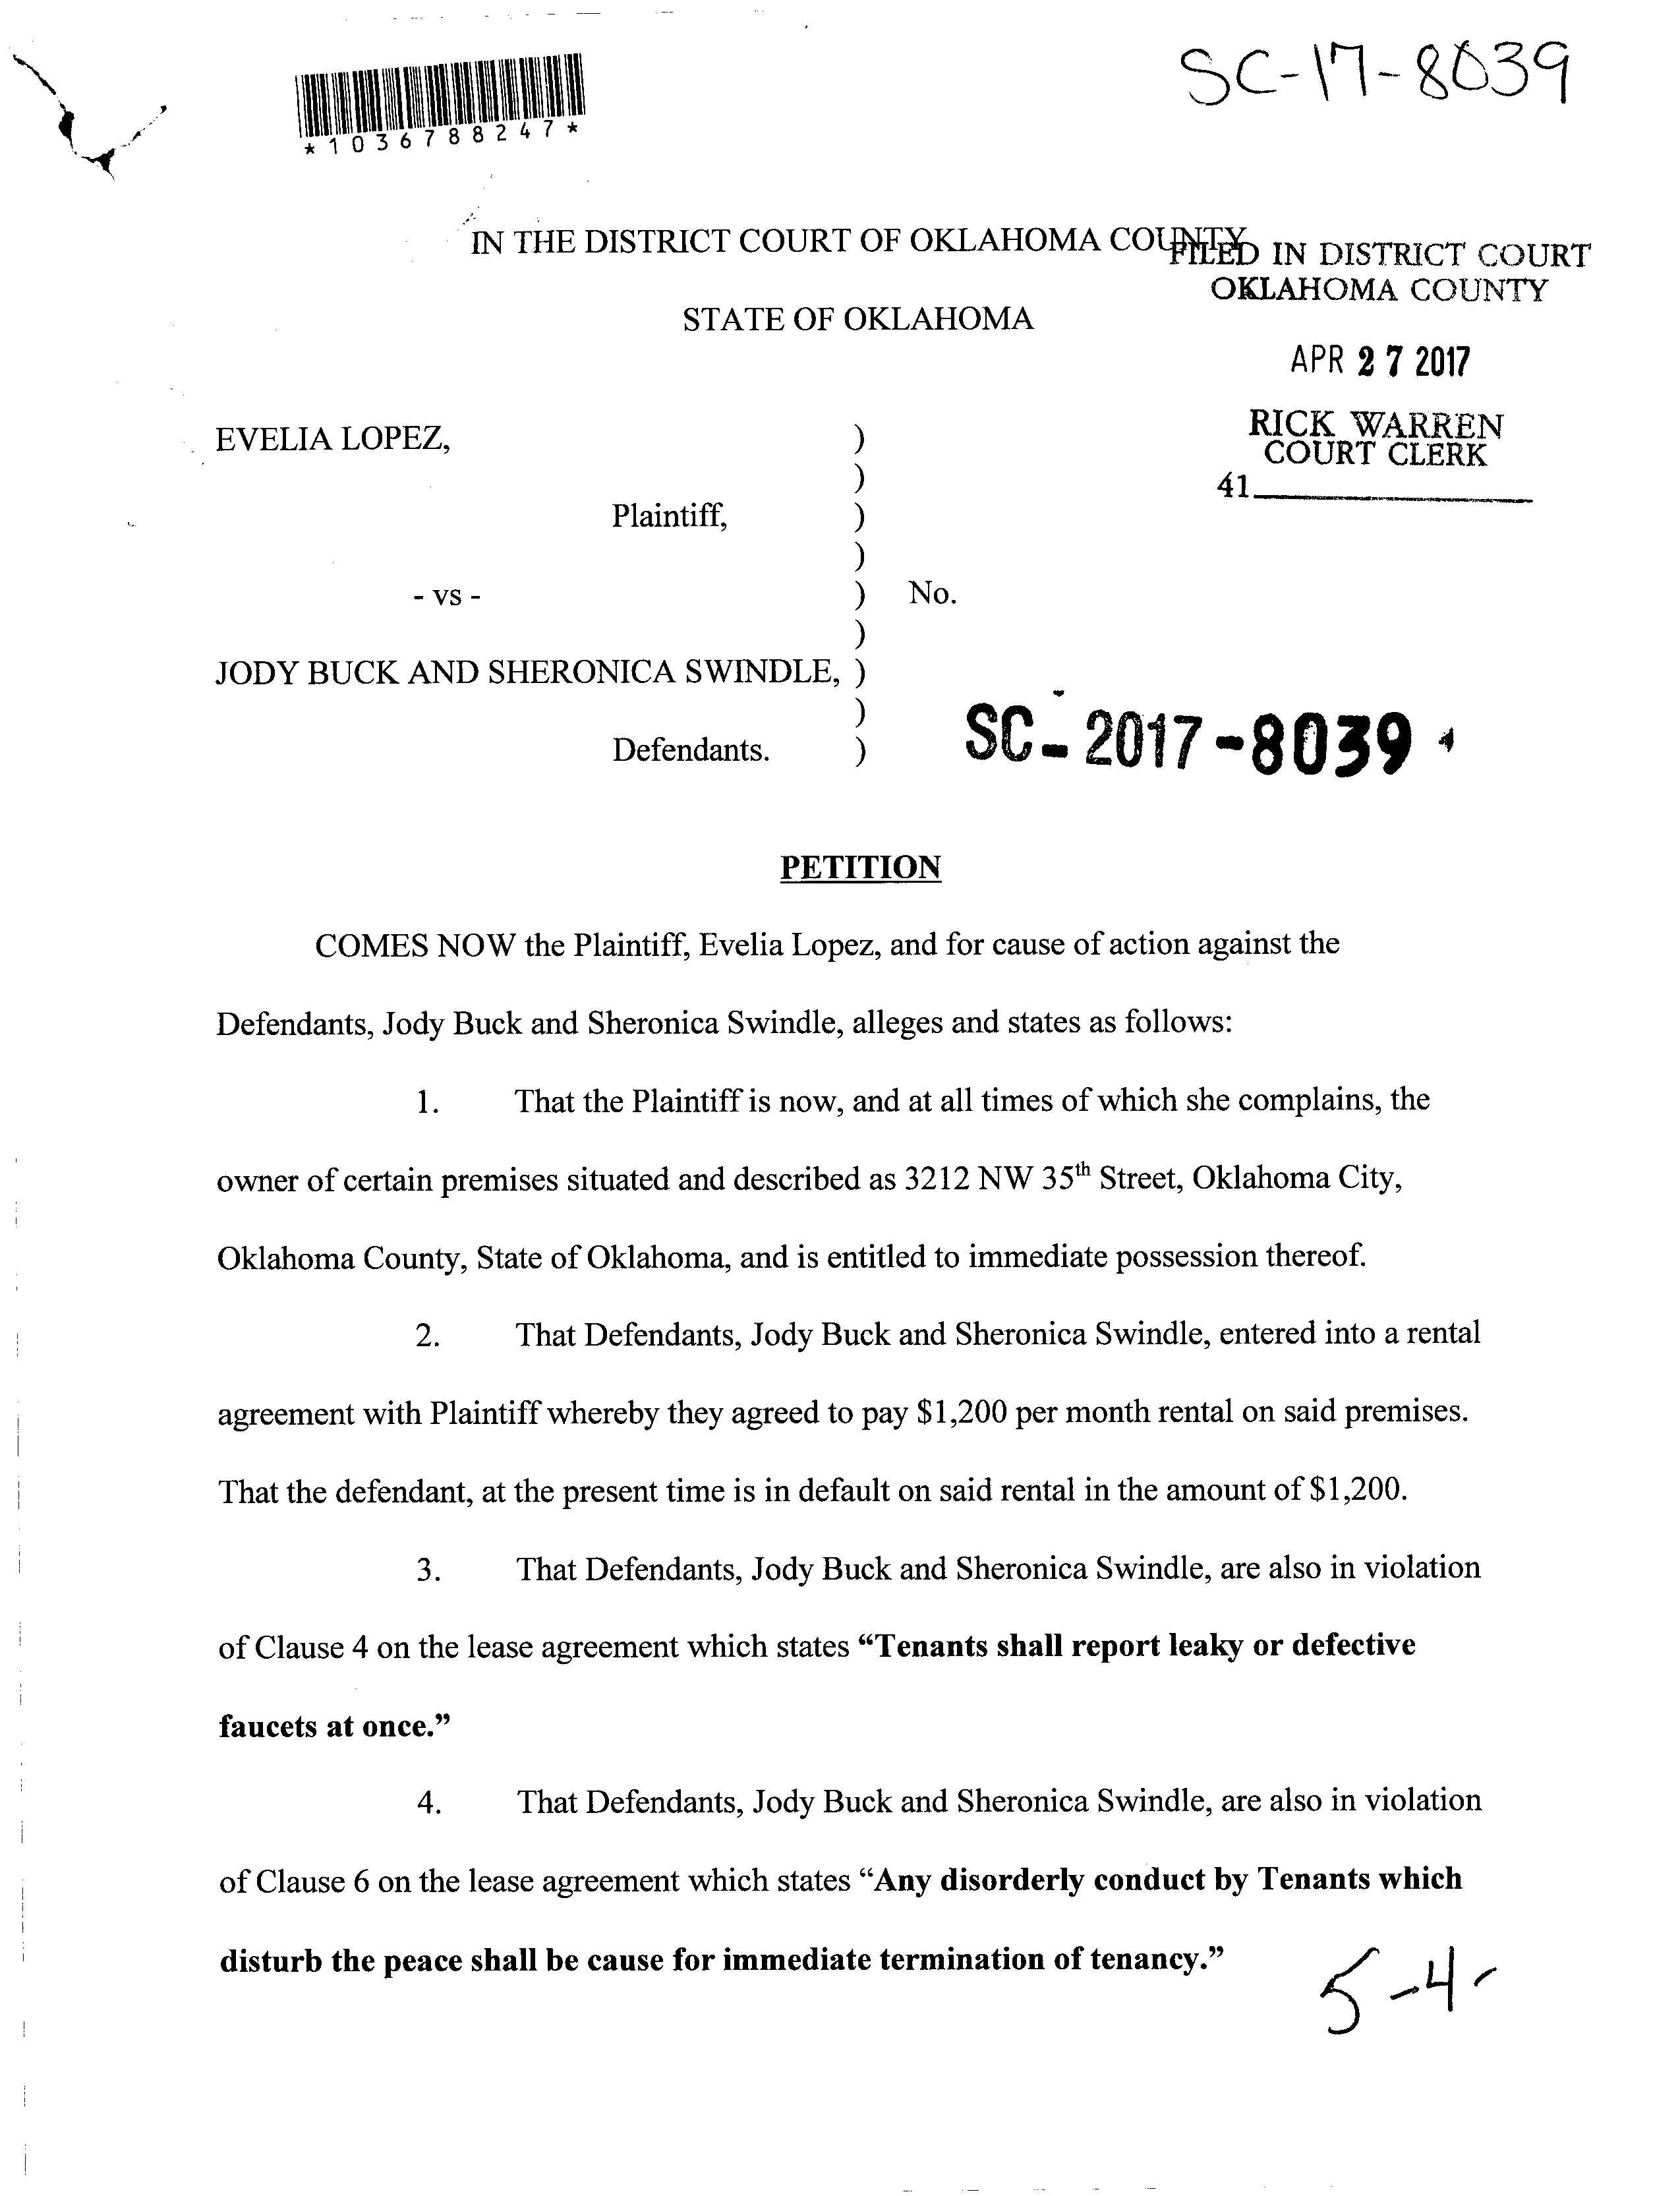 SC-17-8039
*1036788247*
IN THE DISTRICT COURT OF OKLAHOMA COUNTY
FILED IN DISTRICT COURT
OKLAHOMA COUNTY
STATE OF OKLAHOMA
APR 27 2017
RICK WARREN
COURT CLERK
41
EVELIA LOPEZ, )
)
Plaintiff, )
)
- vs - ) No.
)
JODY BUCK AND SHERONICA SWINDLE, )
)
Defendants. )
SC-2017-8039
PETITION
COMES NOW the Plaintiff, Evelia Lopez, and for cause of action against the
Defendants, Jody Buck and Sheronica Swindle, alleges and states as follows:
1. That the Plaintiff is now, and at all times of which she complains, the
owner of certain premises situated and described as 3212 NW 35th Street, Oklahoma City,
Oklahoma County, State of Oklahoma, and is entitled to immediate possession thereof.
2. That Defendants, Jody Buck and Sheronica Swindle, entered into a rental
agreement with Plaintiff whereby they agreed to pay $1,200 per month rental on said premises.
That the defendant, at the present time is in default on said rental in the amount of $1,200.
3. That Defendants, Jody Buck and Sheronica Swindle, are also in violation
of Clause 4 on the lease agreement which states “Tenants shall report leaky or defective
faucets at once.”
4. That Defendants, Jody Buck and Sheronica Swindle, are also in violation
of Clause 6 on the lease agreement which states “Any disorderly conduct by Tenants which
disturb the peace shall be cause for immediate termination of tenancy.”
5-4-